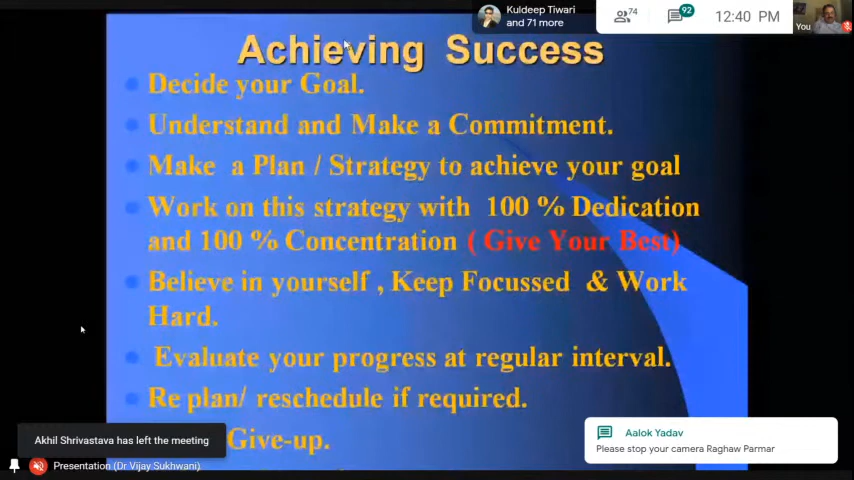 Kuldeep Tiwari
and 71 more
74
92
12:40 PM
You
Achieving Success
Decide your Goal.
Understand and Make a Commitment.
Make a Plan / Strategy to achieve your goal
Work on this strategy with 100 % Dedication
and 100 % Concentration ( Give Your Best)
Believe in yourself , Keep Focussed & Work
Hard.
Evaluate your progress at regular interval.
Re plan/ reschedule if required.
Give-up.
Akhil Shrivastava has left the meeting
Aalok Yadav
Please stop your camera Raghaw Parmar
Presentation (Dr Vijay Sukhwani)